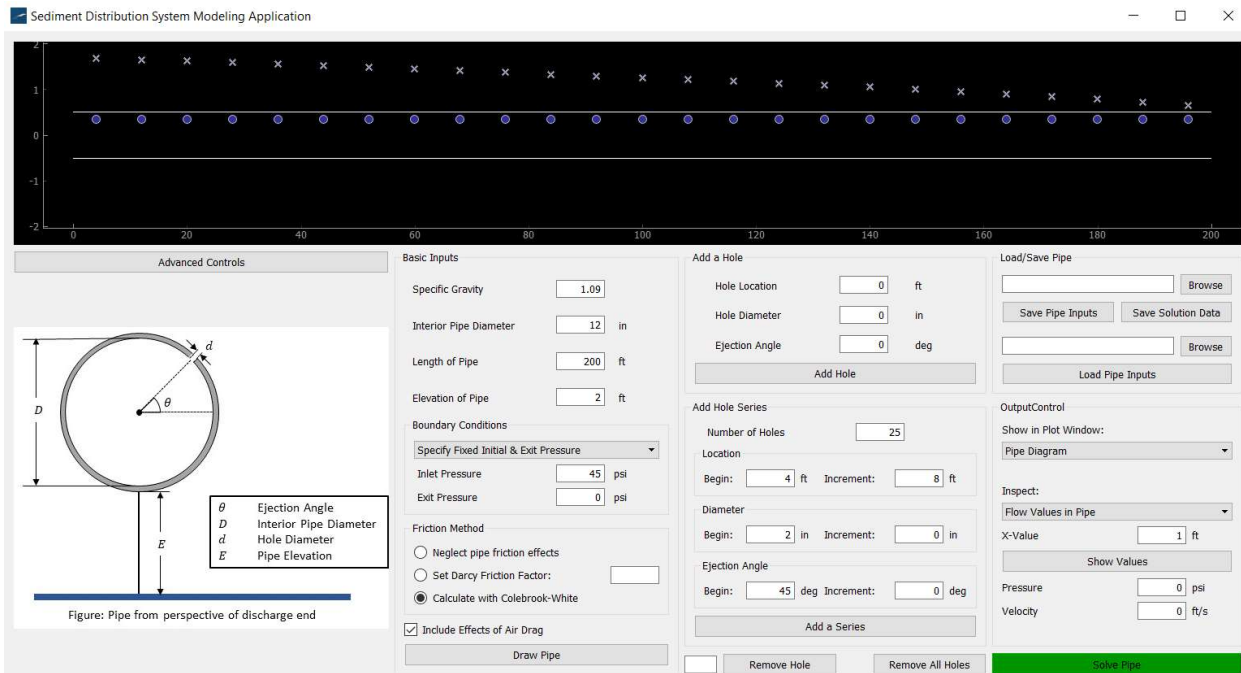 Sediment Distribution System Modeling Application
2
1
0
-1
-2
0 20 40 60 80 100 120 140 160 180 200
Advanced Controls
d
θ
D
E
θ Ejection Angle
D Interior Pipe Diameter
d Hole Diameter
E Pipe Elevation
Figure: Pipe from perspective of discharge end
Basic Inputs
Specific Gravity 1.09
Interior Pipe Diameter 12 in
Length of Pipe 200 ft
Elevation of Pipe 2 ft
Boundary Conditions
Specify Fixed Initial & Exit Pressure
Inlet Pressure 45 psi
Exit Pressure 0 psi
Friction Method
Neglect pipe friction effects
Set Darcy Friction Factor:
Calculate with Colebrook-White
Include Effects of Air Drag
Draw Pipe
Add a Hole
Hole Location 0 ft
Hole Diameter 0 in
Ejection Angle 0 deg
Add Hole
Add Hole Series
Number of Holes 25
Location
Begin: 4 ft Increment: 8 ft
Diameter
Begin: 2 in Increment: 0 in
Ejection Angle
Begin: 45 deg Increment: 0 deg
Add a Series
Remove Hole Remove All Holes
Load/Save Pipe
Browse
Save Pipe Inputs Save Solution Data
Browse
Load Pipe Inputs
OutputControl
Show in Plot Window:
Pipe Diagram
Inspect:
Flow Values in Pipe
X-Value 1 ft
Show Values
Pressure 0 psi
Velocity 0 ft/s
Solve Pipe